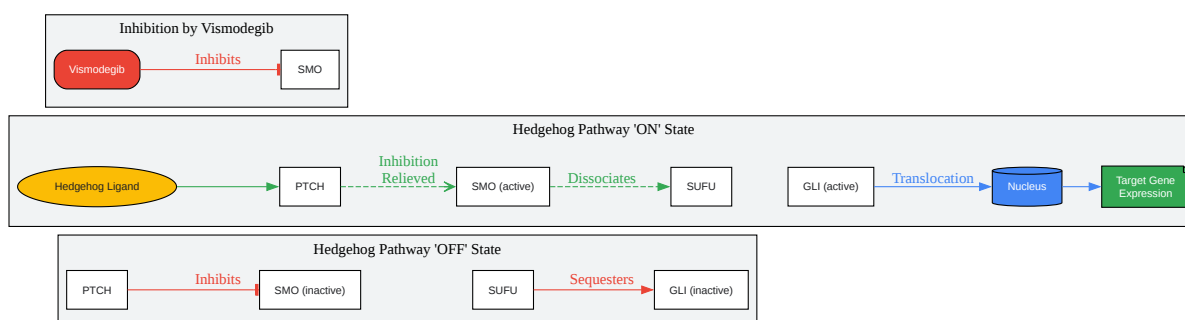 Inhibition by Vismodegib
Vismodegib
Inhibits
SMO
Hedgehog Pathway 'ON' State
Hedgehog Ligand
PTCH
Inhibition
Relieved
SMO (active)
Dissociates
SUFU
GLI (active)
Translocation
Nucleus
Target Gene
Expression
Hedgehog Pathway 'OFF' State
PTCH
Inhibits
SMO (inactive)
SUFU
Sequesters
GLI (inactive)